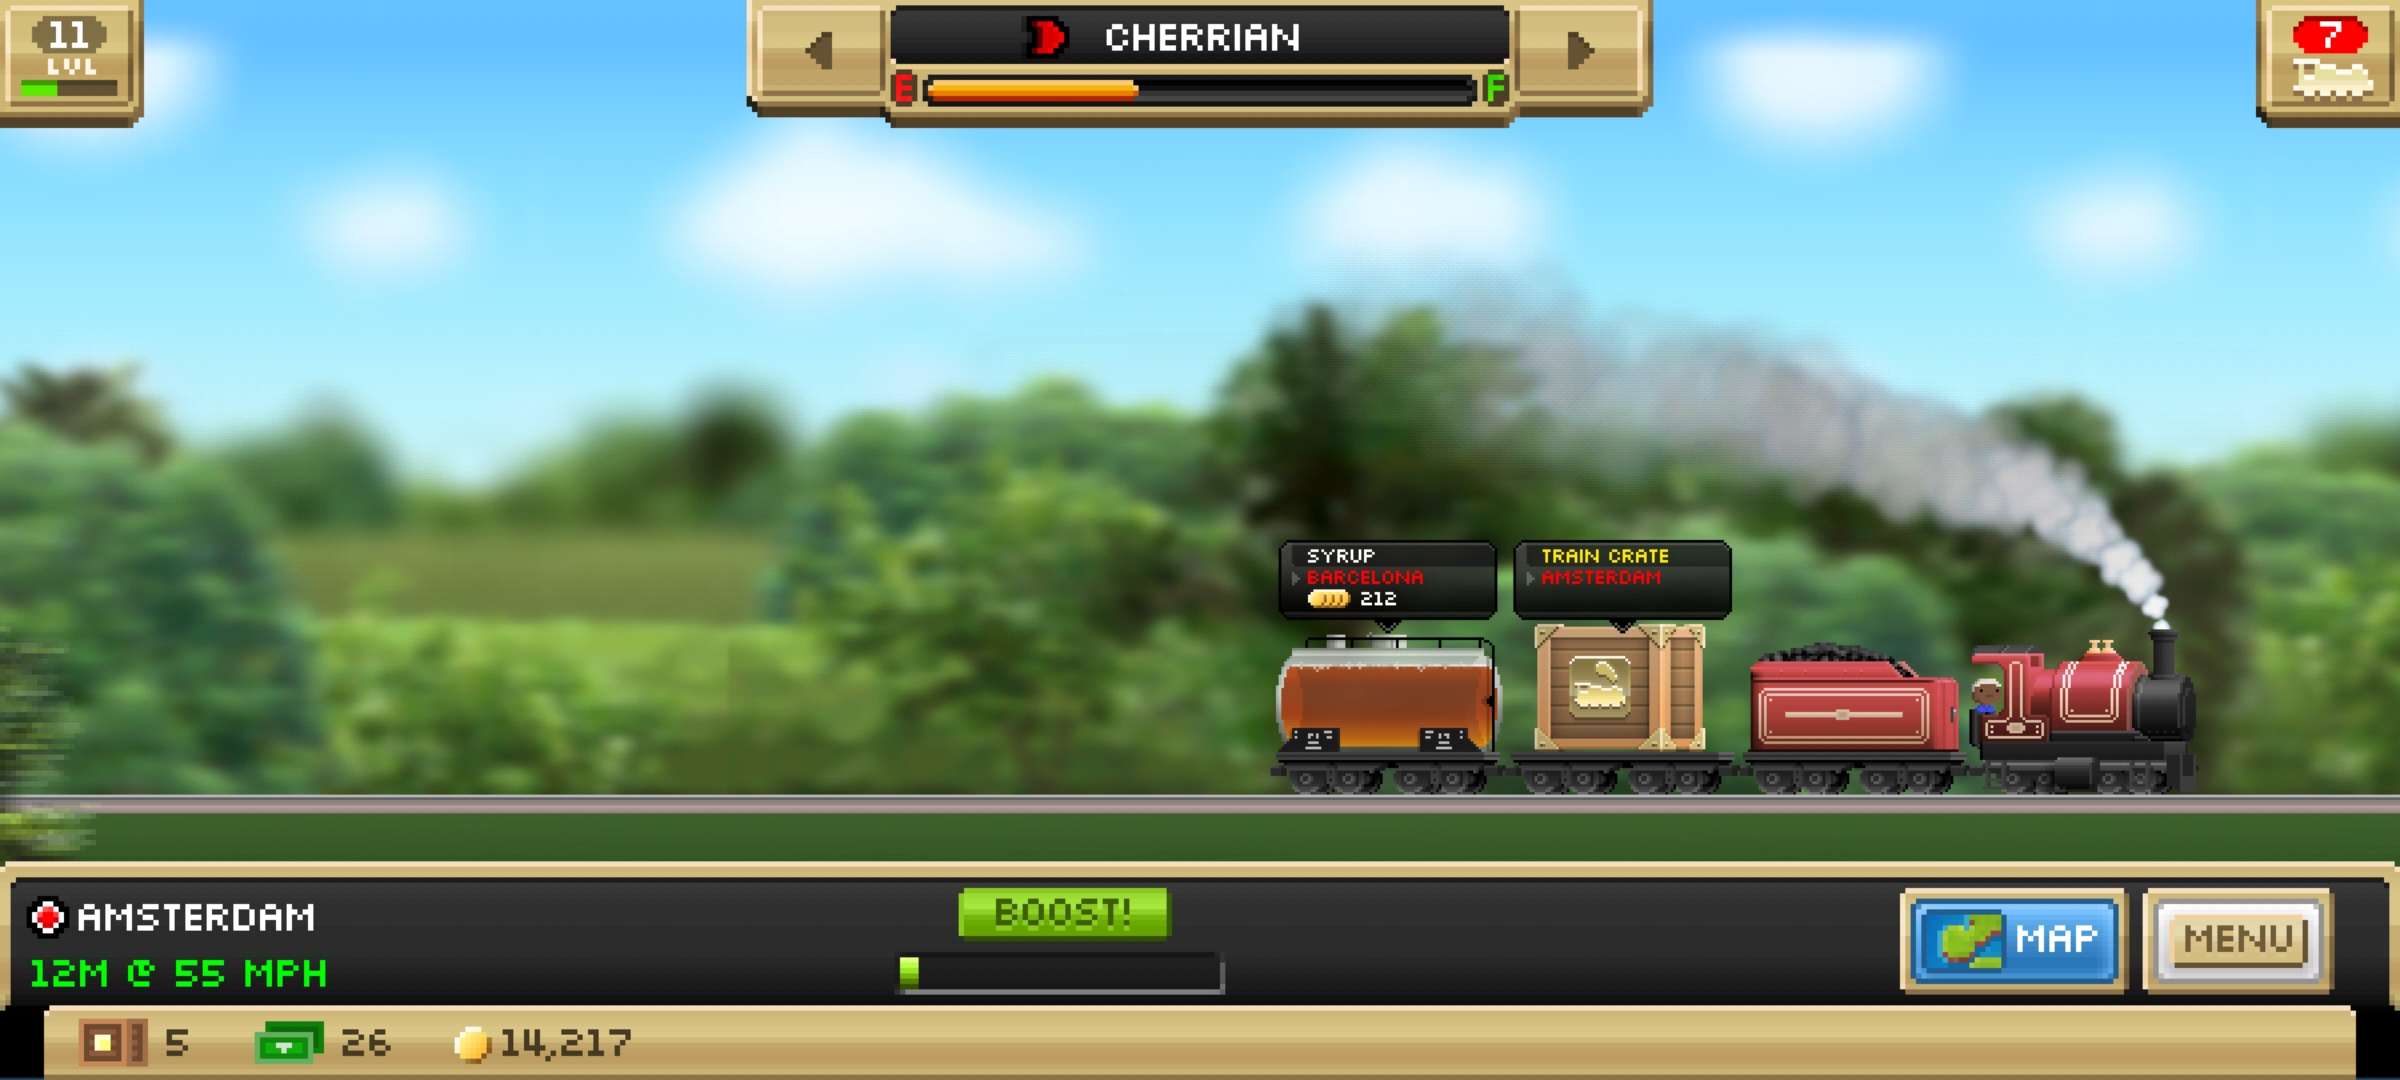 11
LVL
CHERRIAN
E
F
7
SYRUP
BARCELONA
212
TRAIN CRATE
AMSTERDAM
AMSTERDAM
12M @ 55 MPH
BOOST!
MAP
MENU
5
26
14,217